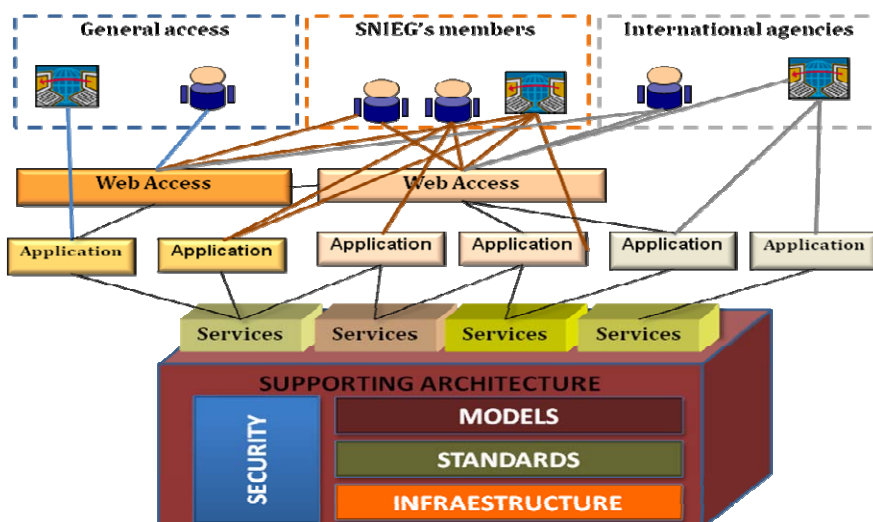 General access
SNIEG's members
International agencies
Web Access
Web Access
Application
Application
Application
Application
Application
Application
Services
Services
Services
Services
SUPPORTING ARCHITECTURE
SECURITY
MODELS
STANDARDS
INFRAESTRUCTURE